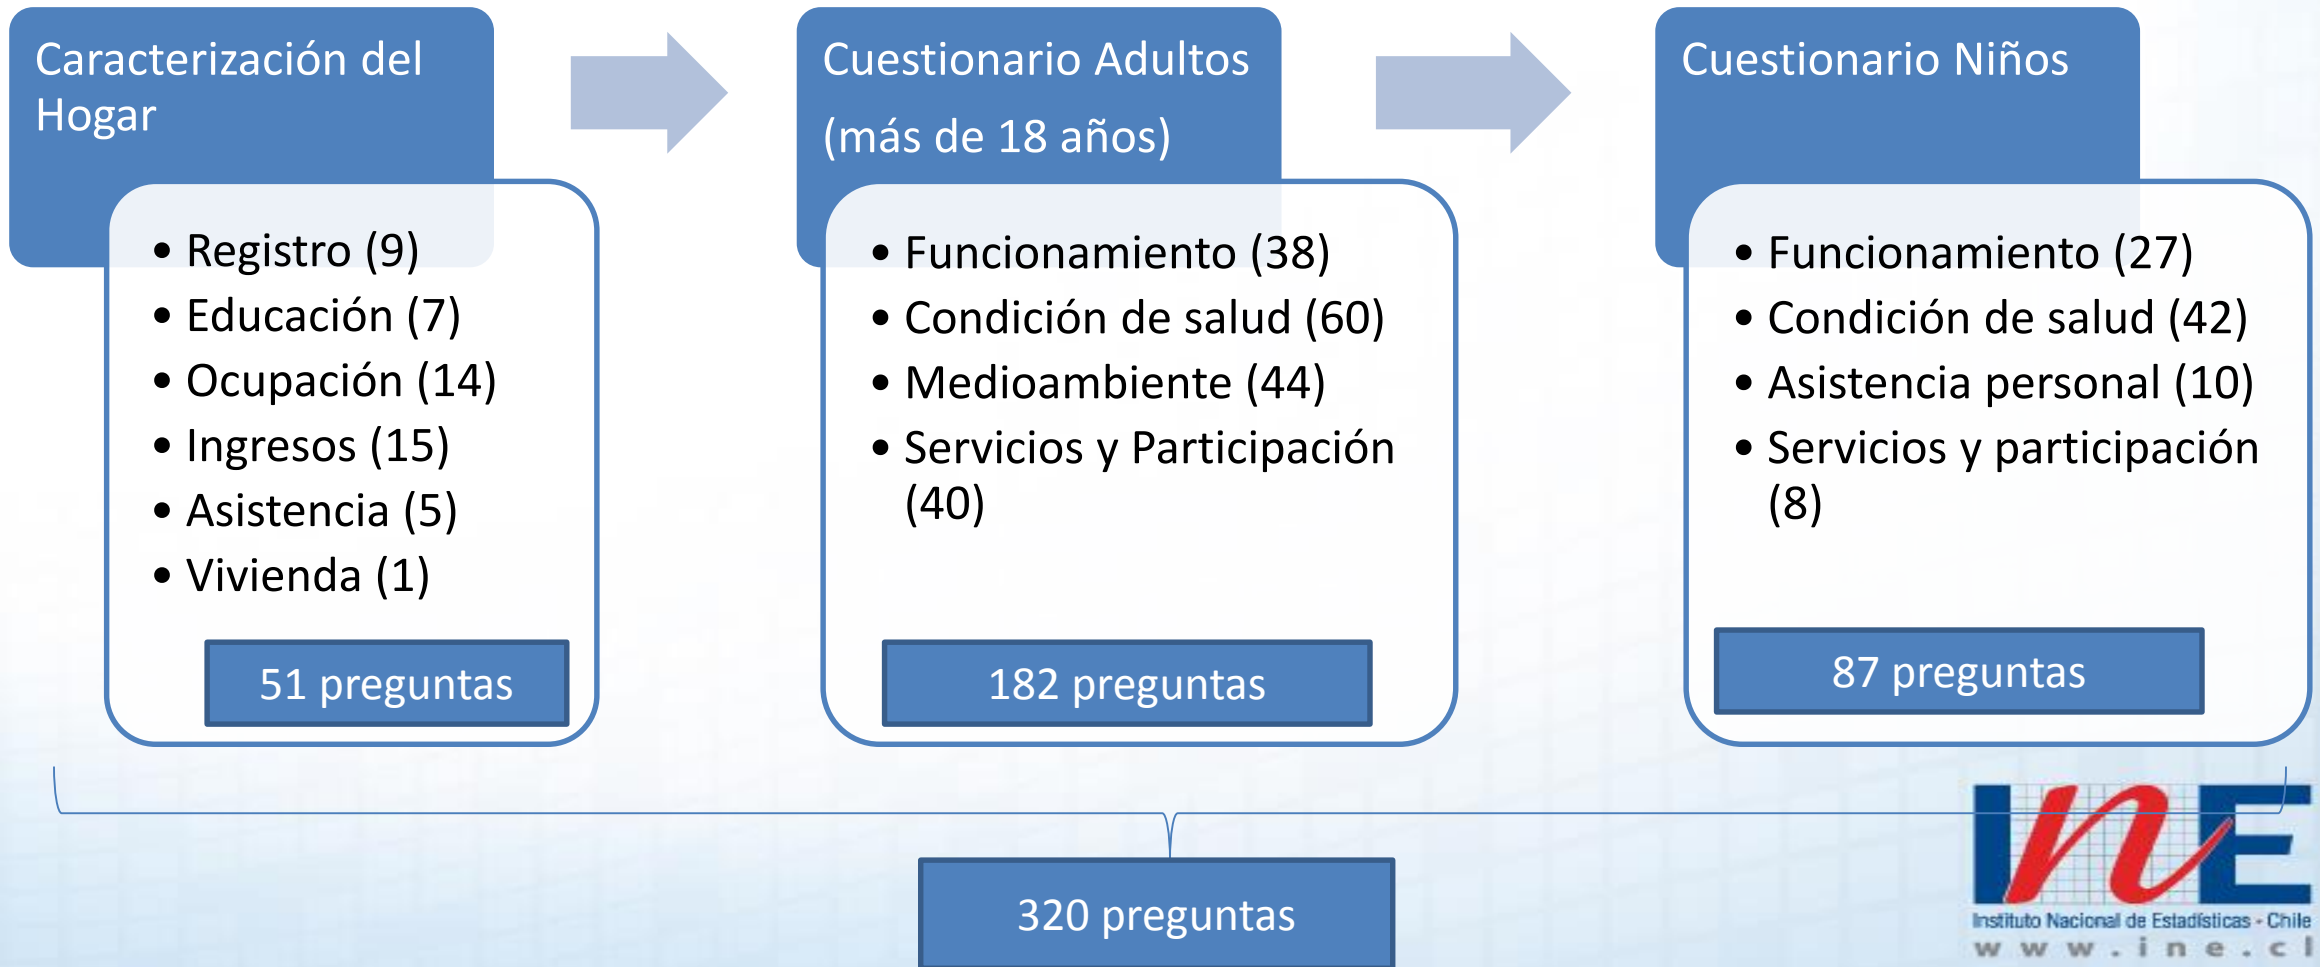 Caracterización del
Hogar
• Registro (9)
• Educación (7)
• Ocupación (14)
• Ingresos (15)
• Asistencia (5)
• Vivienda (1)
51 preguntas
Cuestionario Adultos
(más de 18 años)
• Funcionamiento (38)
• Condición de salud (60)
• Medioambiente (44)
• Servicios y Participación
(40)
182 preguntas
Cuestionario Niños
• Funcionamiento (27)
• Condición de salud (42)
• Asistencia personal (10)
• Servicios y participación
(8)
87 preguntas
320 preguntas
InE
Instituto Nacional de Estadísticas - Chile
www.ine.cl